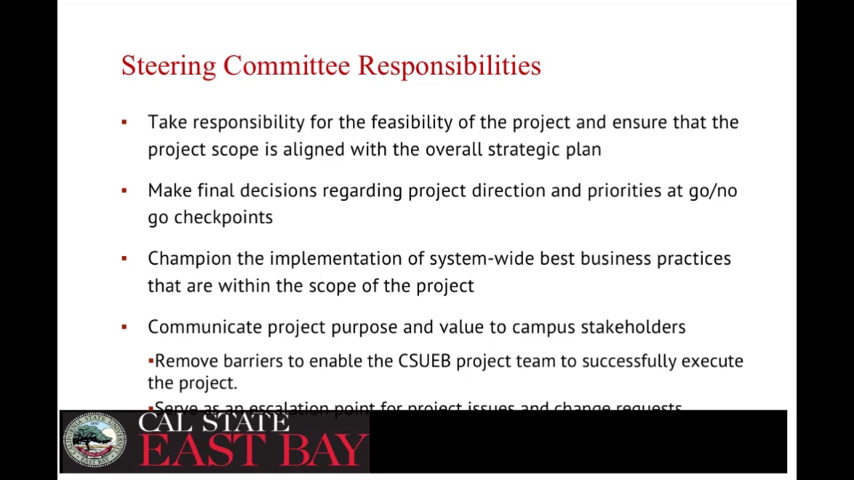 Steering Committee Responsibilities
▪ Take responsibility for the feasibility of the project and ensure that the
project scope is aligned with the overall strategic plan
▪ Make final decisions regarding project direction and priorities at go/no
go checkpoints
▪ Champion the implementation of system-wide best business practices
that are within the scope of the project
▪ Communicate project purpose and value to campus stakeholders
▪Remove barriers to enable the CSUEB project team to successfully execute
the project.
▪Serve as an escalation point for project issues and change requests
CAL STATE
EAST BAY